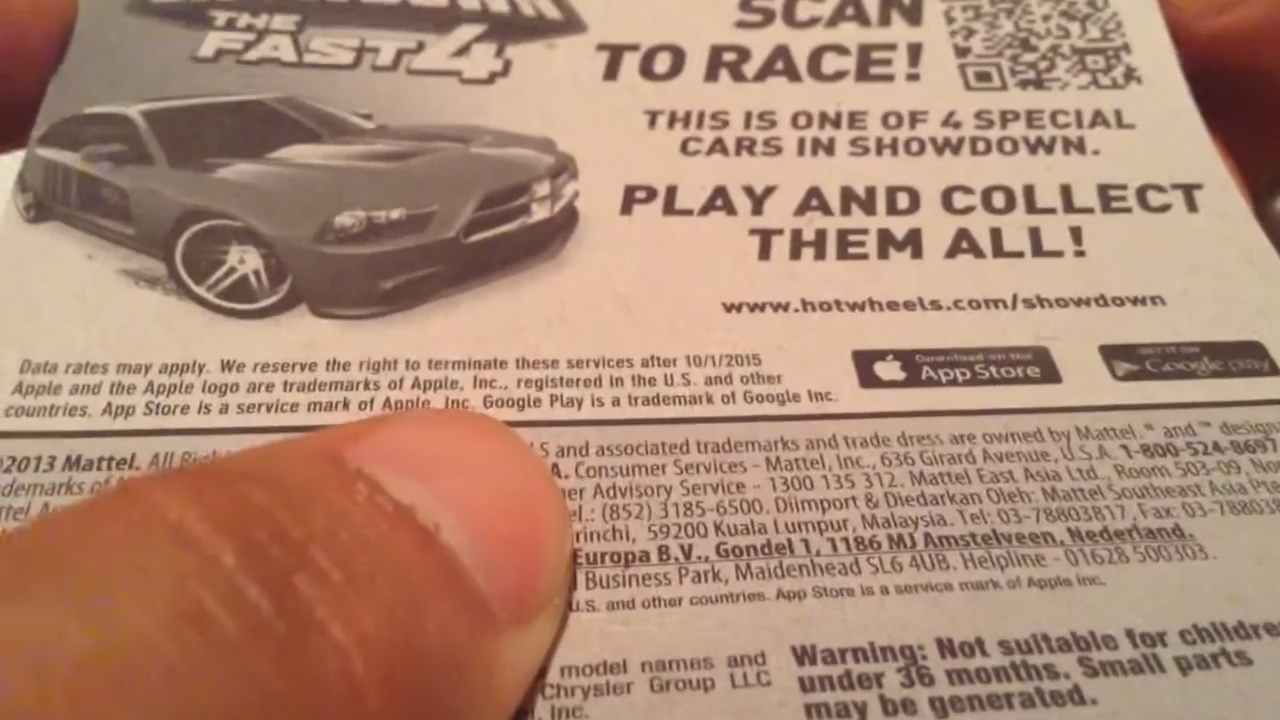 THE
FAST 4
SCAN
TO RACE!
THIS IS ONE OF 4 SPECIAL
CARS IN SHOWDOWN.
PLAY AND COLLECT
THEM ALL!
www.hotwheels.com/showdown
Data rates may apply. We reserve the right to terminate these services after 10/1/2015
Apple and the Apple logo are trademarks of Apple, Inc., registered in the U.S. and other
countries. App Store is a service mark of Apple, Inc. Google Play is a trademark of Google Inc.
Download on the
App Store
GET IT ON
Google play
©2013 Mattel. All S and associated trademarks and trade dress are owned by Mattel.® and ™
A. Consumer Services - Mattel, Inc., 636 Girard Avenue, U.S.A. 1-800-524-8697
Advisory Service - 1300 135 312. Mattel East Asia Ltd., Room 503-09,
(852) 3185-6500. Diimport & Diedarkan Oleh: Mattel Southeast Asia
59200 Kuala Lumpur, Malaysia. Tel: 03-78803817, Fax:
Europa B.V., Gondel 1, 1186 MJ Amstelveen, Nederland.
Business Park, Maidenhead SL6 4UB. Helpline - 01628 500303.
U.S. and other countries. App Store is a service mark of Apple Inc.
model names and
Chrysler Group LLC
Inc.
Warning: Not suitable for
under 36 months. Small parts
may be generated.